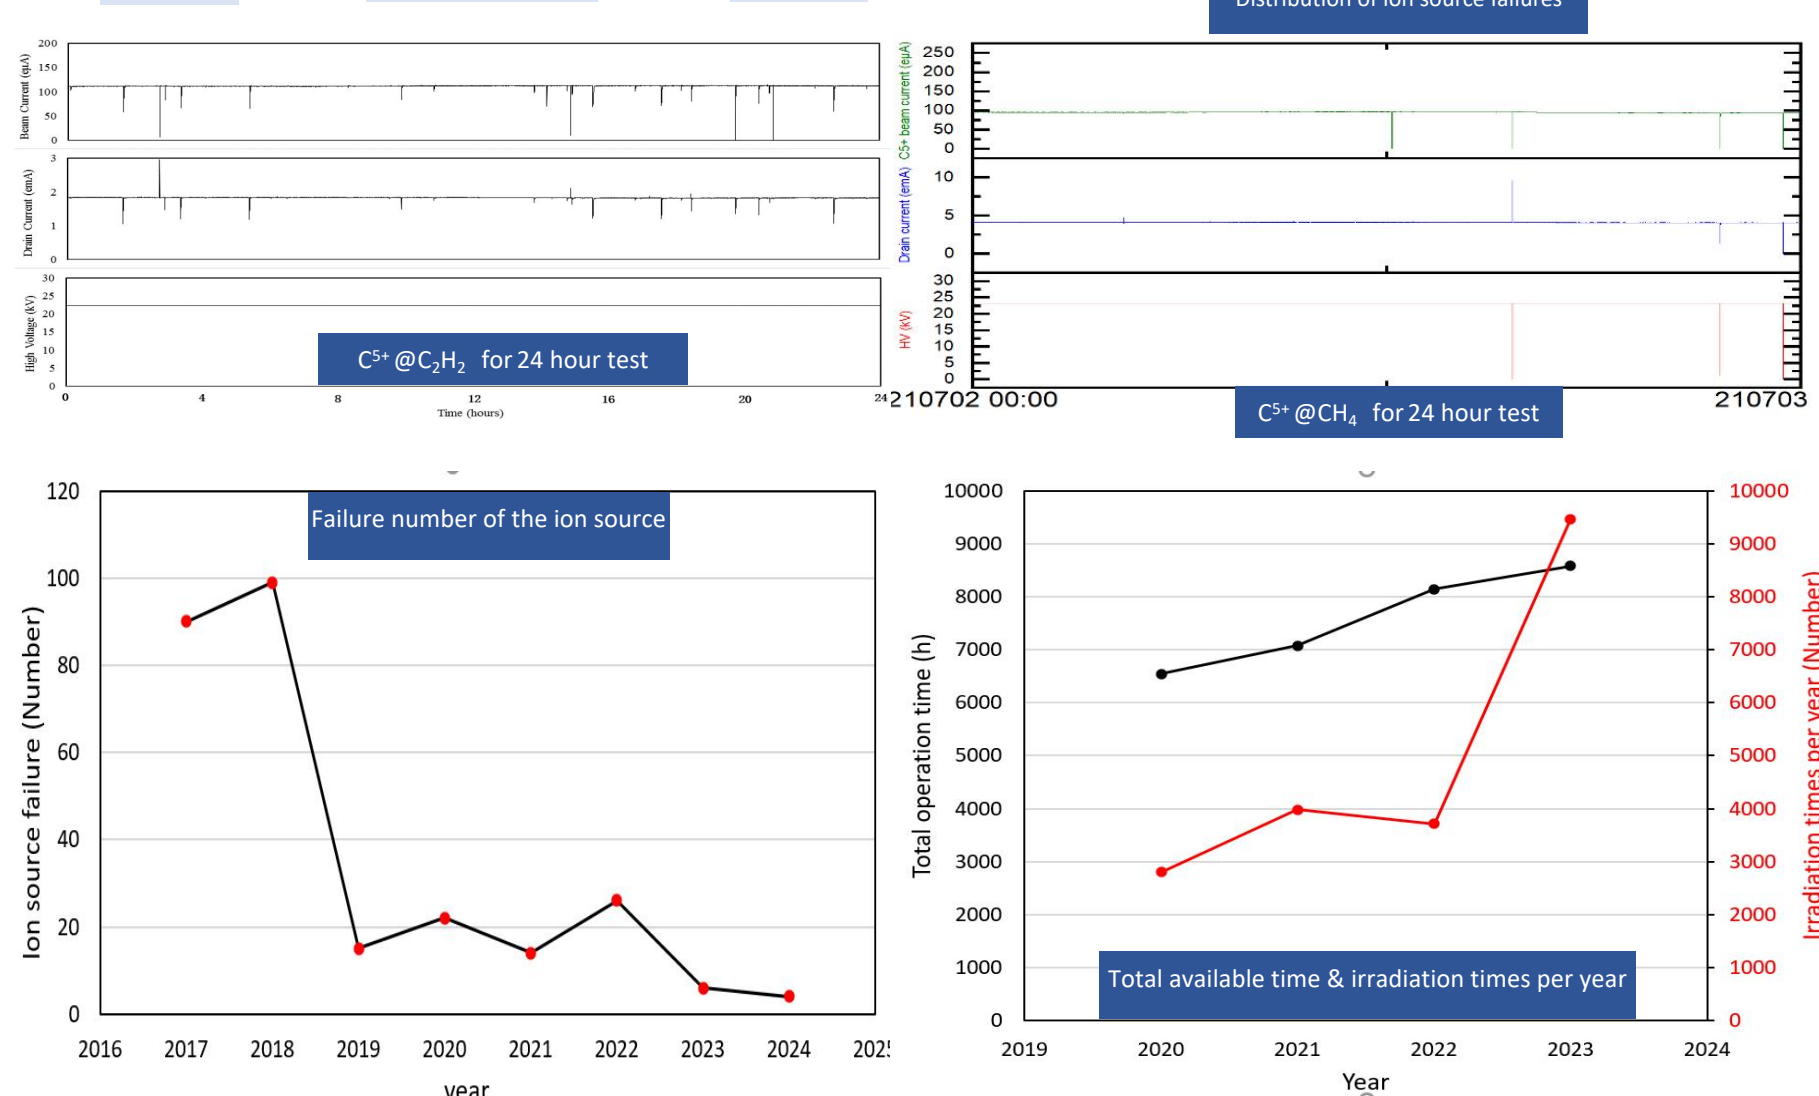 Distribution of ion source failures
200
150
100
50
0
Beam Current (eμA)
3
2
1
0
Drain Current (emA)
30
25
20
15
10
5
0
High Voltage (kV)
C5+ @C2H2 for 24 hour test
0 4 8 12 16 20 24
Time (hours)
250
200
150
100
50
0
C5+ beam current (eμA)
10
5
0
Drain current (emA)
30
25
20
15
10
5
0
HV (kV)
210702 00:00 210703
C5+ @CH4 for 24 hour test
Failure number of the ion source
120
100
80
60
40
20
0
Ion source failure (Number)
2016 2017 2018 2019 2020 2021 2022 2023 2024 2025
year
10000
9000
8000
7000
6000
5000
4000
3000
2000
1000
0
Total operation time (h)
10000
9000
8000
7000
6000
5000
4000
3000
2000
1000
0
Irradiation times per year (Number)
Total available time & irradiation times per year
2019 2020 2021 2022 2023 2024
Year